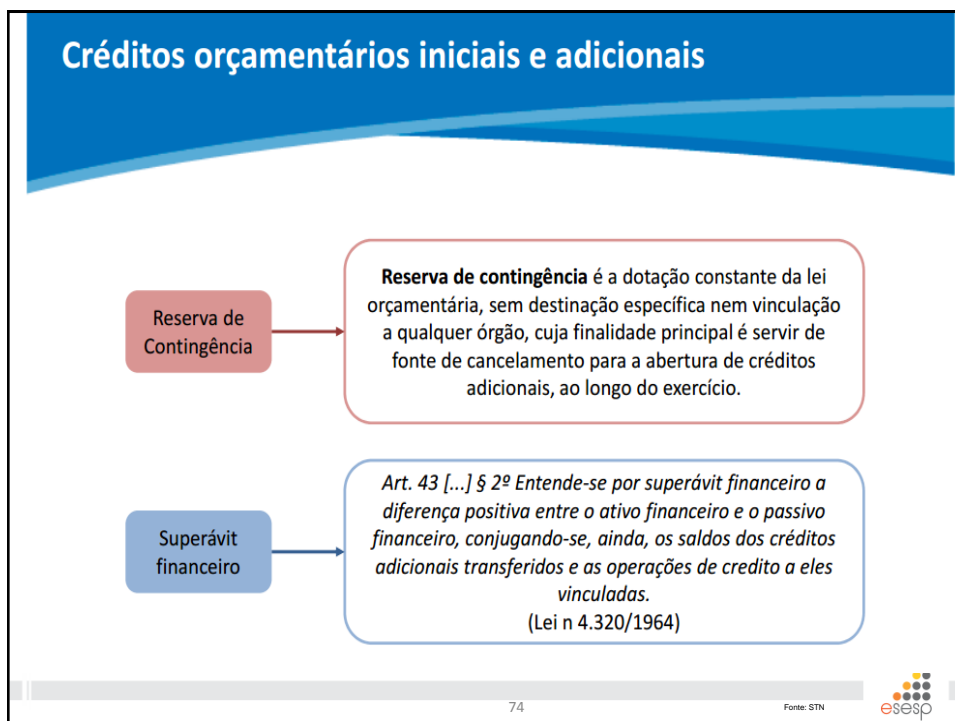 Créditos orçamentários iniciais e adicionais
Reserva de
Contingência
Reserva de contingência é a dotação constante da lei
orçamentária, sem destinação específica nem vinculação
a qualquer órgão, cuja finalidade principal é servir de
fonte de cancelamento para a abertura de créditos
adicionais, ao longo do exercício.
Superávit
financeiro
Art. 43 [...] § 2º Entende-se por superávit financeiro a
diferença positiva entre o ativo financeiro e o passivo
financeiro, conjugando-se, ainda, os saldos dos créditos
adicionais transferidos e as operações de credito a eles
vinculadas.
(Lei n 4.320/1964)
74
Fonte: STN
esesp